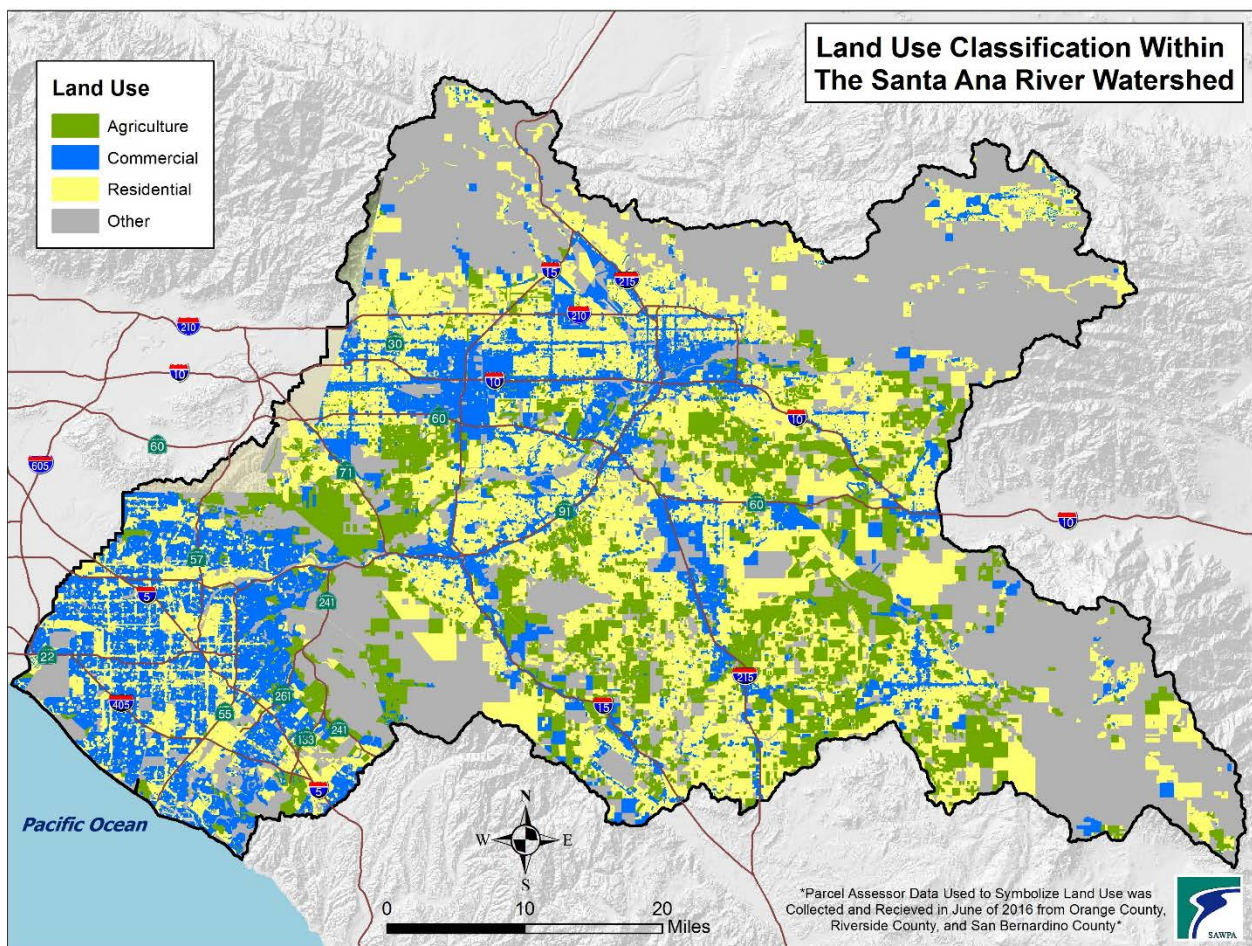 Land Use Classification Within
The Santa Ana River Watershed
Land Use
Agriculture
Commercial
Residential
Other
15
215
210
210
30
10
10
10
60
60
605
71
91
60
10
57
5
241
22
405
261
55
133
241
5
215
15
Pacific Ocean
N
W
E
S
0
10
20
Miles
*Parcel Assessor Data Used to Symbolize Land Use was
Collected and Recieved in June of 2016 from Orange County,
Riverside County, and San Bernardino County*
SAWPA